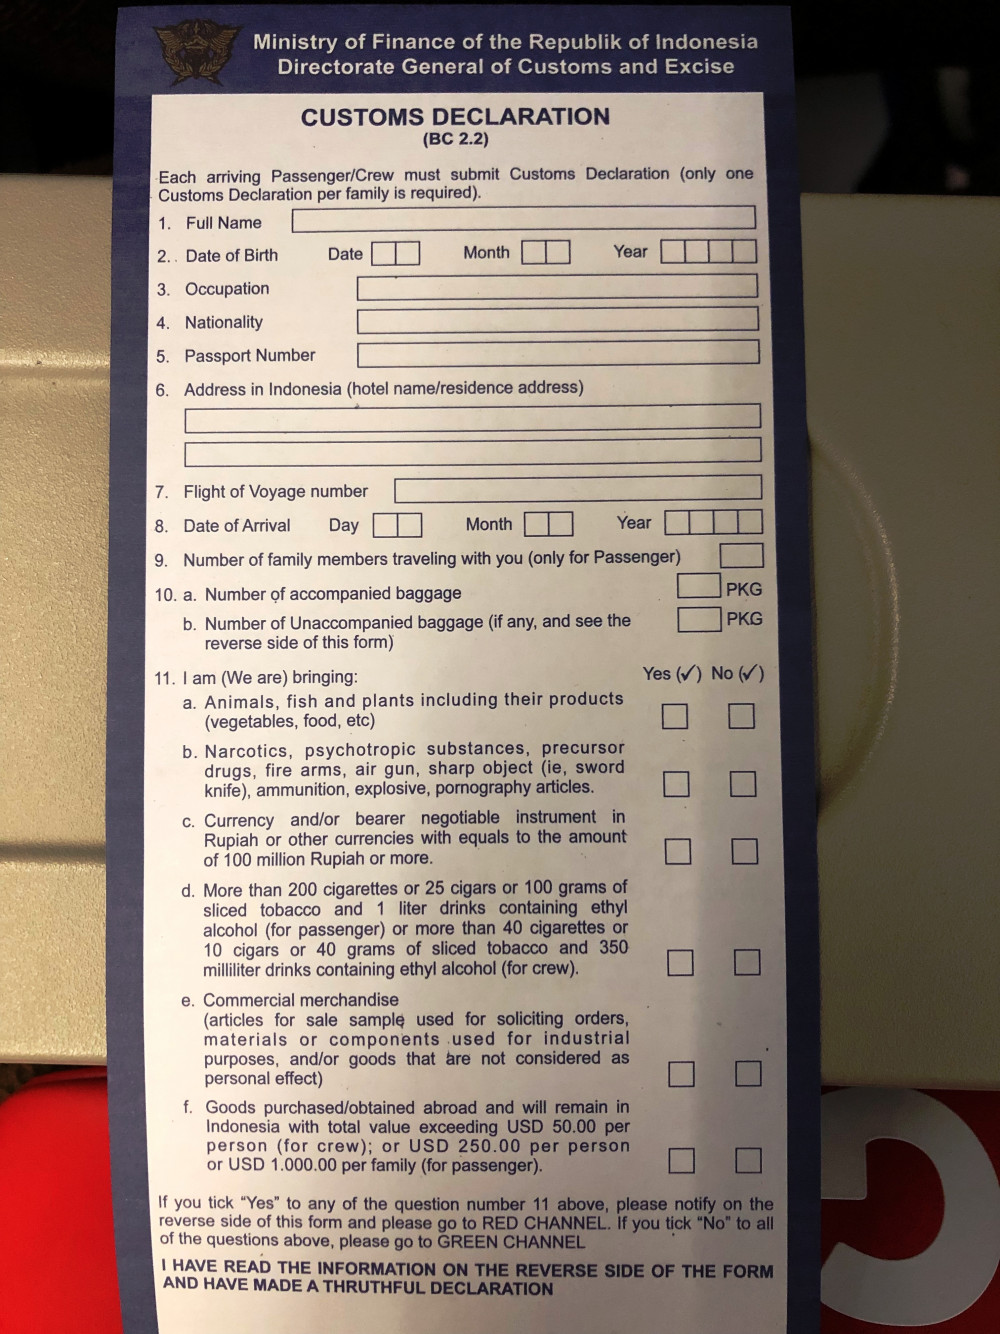 Ministry of Finance of the Republik of Indonesia
Directorate General of Customs and Excise
CUSTOMS DECLARATION
(BC 2.2)
Each arriving Passenger/Crew must submit Customs Declaration (only one
Customs Declaration per family is required).
1. Full Name
2. Date of Birth Date Month Year
3. Occupation
4. Nationality
5. Passport Number
6. Address in Indonesia (hotel name/residence address)
7. Flight of Voyage number
8. Date of Arrival Day Month Year
9. Number of family members traveling with you (only for Passenger)
10. a. Number of accompanied baggage PKG
b. Number of Unaccompanied baggage (if any, and see the PKG
reverse side of this form)
11. I am (We are) bringing: Yes (✓) No (✓)
a. Animals, fish and plants including their products
(vegetables, food, etc)
b. Narcotics, psychotropic substances, precursor
drugs, fire arms, air gun, sharp object (ie, sword
knife), ammunition, explosive, pornography articles.
c. Currency and/or bearer negotiable instrument in
Rupiah or other currencies with equals to the amount
of 100 million Rupiah or more.
d. More than 200 cigarettes or 25 cigars or 100 grams of
sliced tobacco and 1 liter drinks containing ethyl
alcohol (for passenger) or more than 40 cigarettes or
10 cigars or 40 grams of sliced tobacco and 350
milliliter drinks containing ethyl alcohol (for crew).
e. Commercial merchandise
(articles for sale sample used for soliciting orders,
materials or components used for industrial
purposes, and/or goods that are not considered as
personal effect)
f. Goods purchased/obtained abroad and will remain in
Indonesia with total value exceeding USD 50.00 per
person (for crew); or USD 250.00 per person
or USD 1.000.00 per family (for passenger).
If you tick "Yes" to any of the question number 11 above, please notify on the
reverse side of this form and please go to RED CHANNEL. If you tick "No" to all
of the questions above, please go to GREEN CHANNEL
I HAVE READ THE INFORMATION ON THE REVERSE SIDE OF THE FORM
AND HAVE MADE A THRUTHFUL DECLARATION